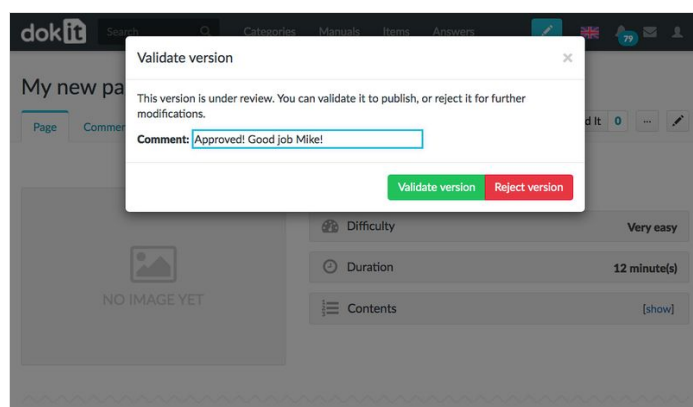 dokit
Search
Categories
Manuals
Items
Answers
79
Validate version
×
This version is under review. You can validate it to publish, or reject it for further
modifications.
Comment: Approved! Good job Mike!
Validate version
Reject version
My new pa
Page
Commen
d It
0
...
Difficulty
Very easy
Duration
12 minute(s)
Contents
[show]
NO IMAGE YET